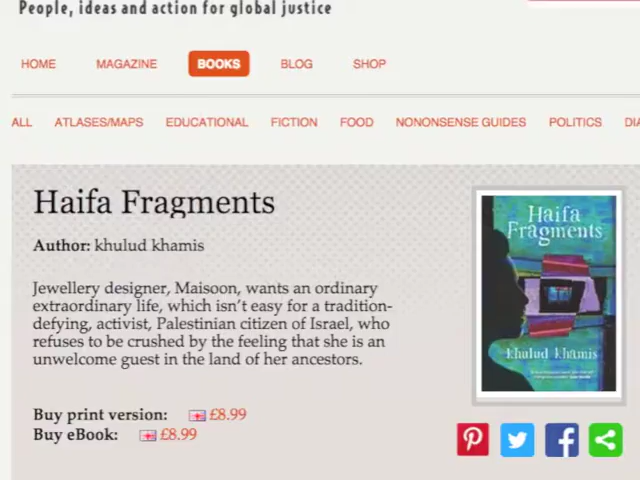 People, ideas and action for global justice
HOME MAGAZINE BOOKS BLOG SHOP
ALL ATLASES/MAPS EDUCATIONAL FICTION FOOD NONONSENSE GUIDES POLITICS DIA
Haifa Fragments
Author: khulud khamis
Jewellery designer, Maisoon, wants an ordinary
extraordinary life, which isn't easy for a tradition-
defying, activist, Palestinian citizen of Israel, who
refuses to be crushed by the feeling that she is an
unwelcome guest in the land of her ancestors.
Buy print version: £8.99
Buy eBook: £8.99
Haifa
Fragments
khulud khamis